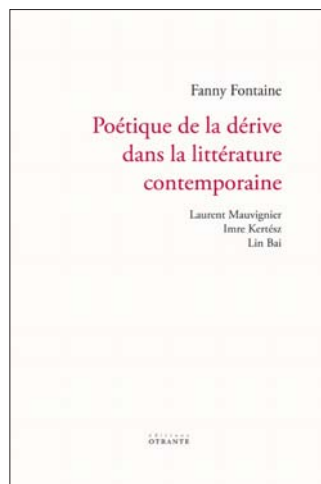 Fanny Fontaine
Poétique de la dérive
dans la littérature
contemporaine
Laurent Mauvignier
Imre Kertész
Lin Bai
éditions
OTRANTE